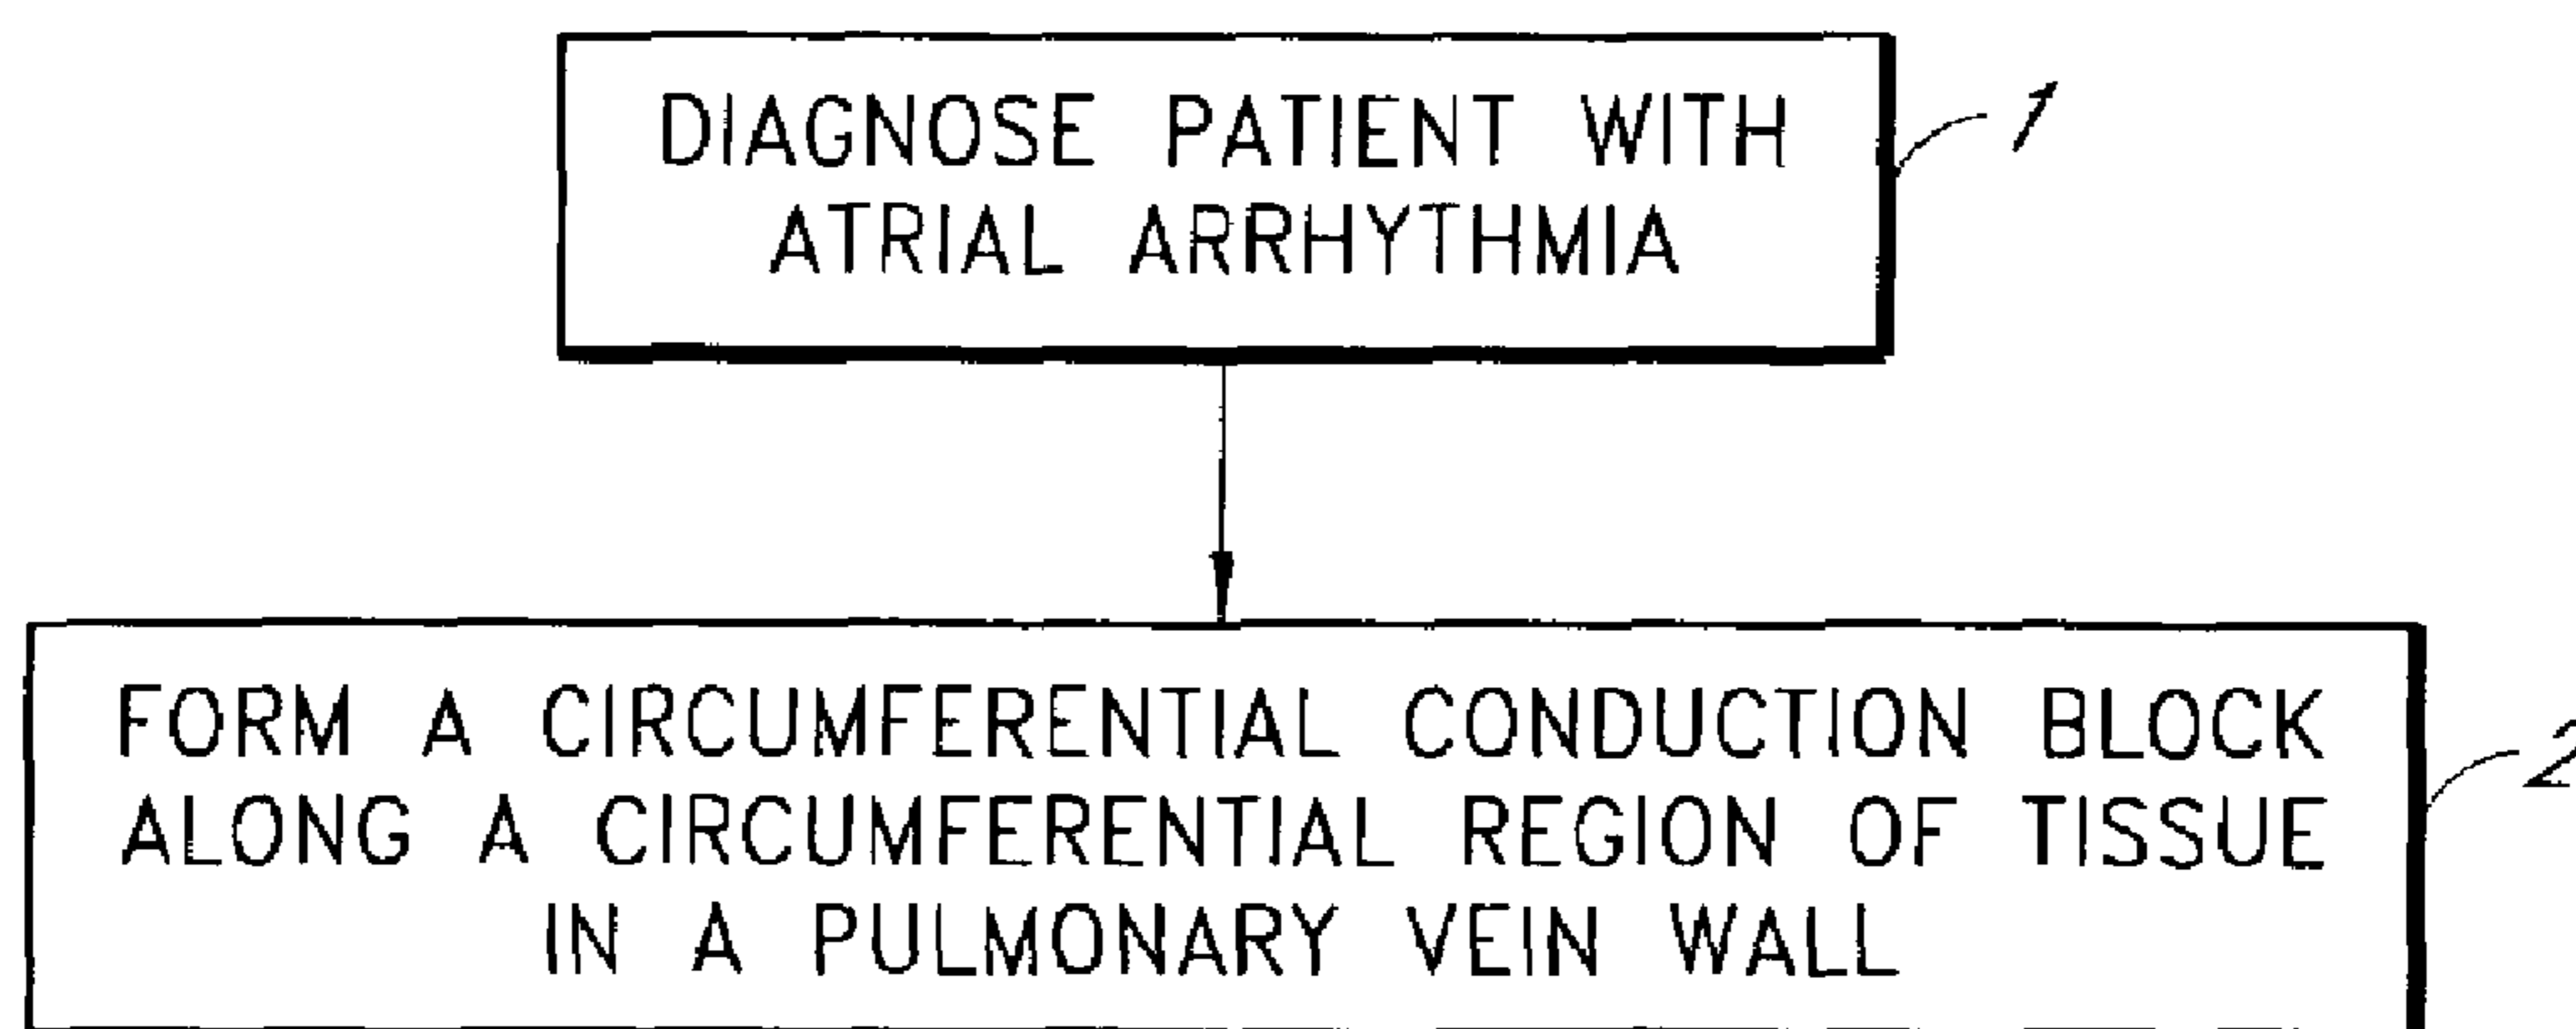 DIAGNOSE PATIENT WITH
ATRIAL ARRHYTHMIA
1
FORM A CIRCUMFERENTIAL CONDUCTION BLOCK
ALONG A CIRCUMFERENTIAL REGION OF TISSUE
IN A PULMONARY VEIN WALL
2